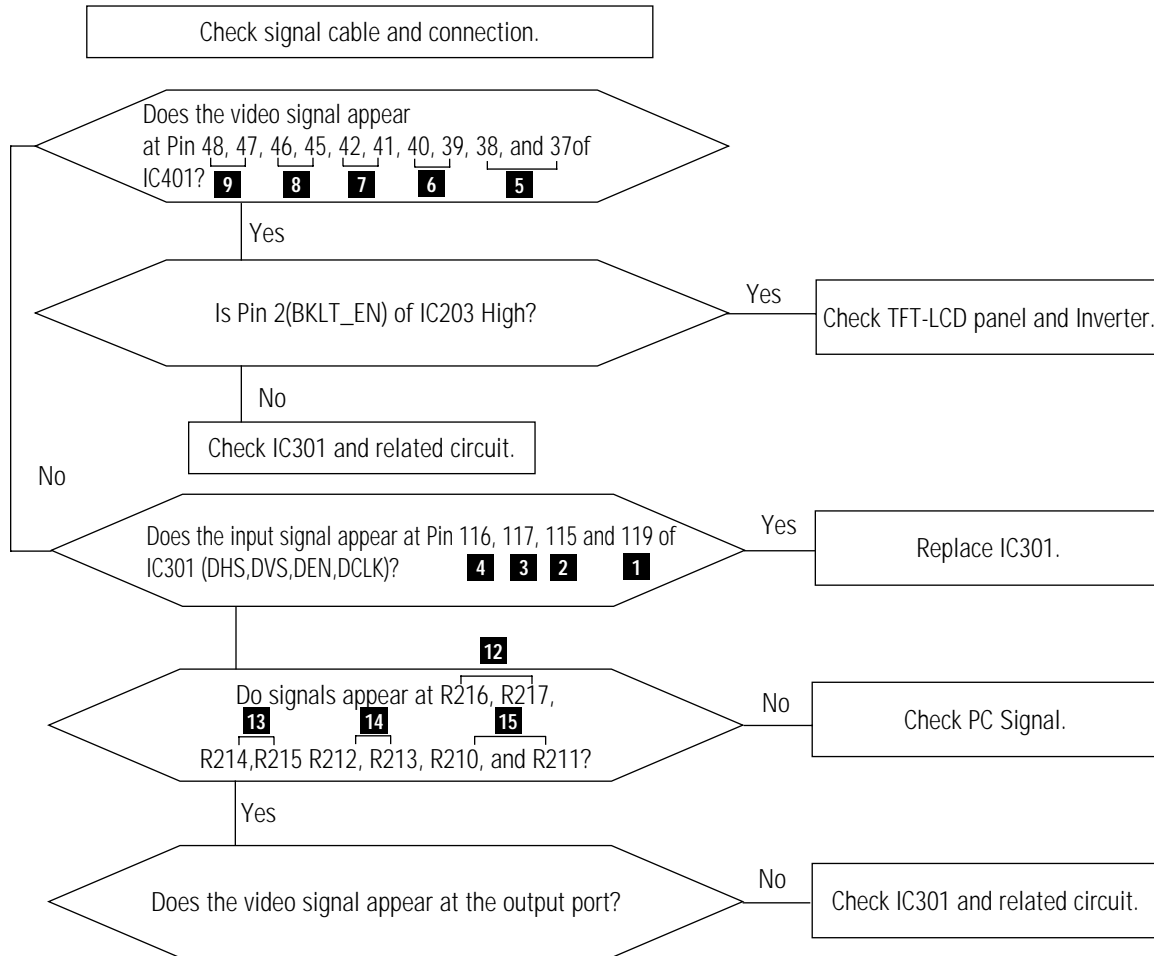 Check signal cable and connection.
Does the video signal appear
at Pin 48, 47, 46, 45, 42, 41, 40, 39, 38, and 37of
IC401?
9 8 7 6 5
Yes
Is Pin 2(BKLT_EN) of IC203 High?
Yes
Check TFT-LCD panel and Inverter.
No
Check IC301 and related circuit.
No
Does the input signal appear at Pin 116, 117, 115 and 119 of
IC301 (DHS,DVS,DEN,DCLK)?
4 3 2 1
Yes
Replace IC301.
12
Do signals appear at R216, R217,
13 14 15
R214,R215 R212, R213, R210, and R211?
No
Check PC Signal.
Yes
Does the video signal appear at the output port?
No
Check IC301 and related circuit.